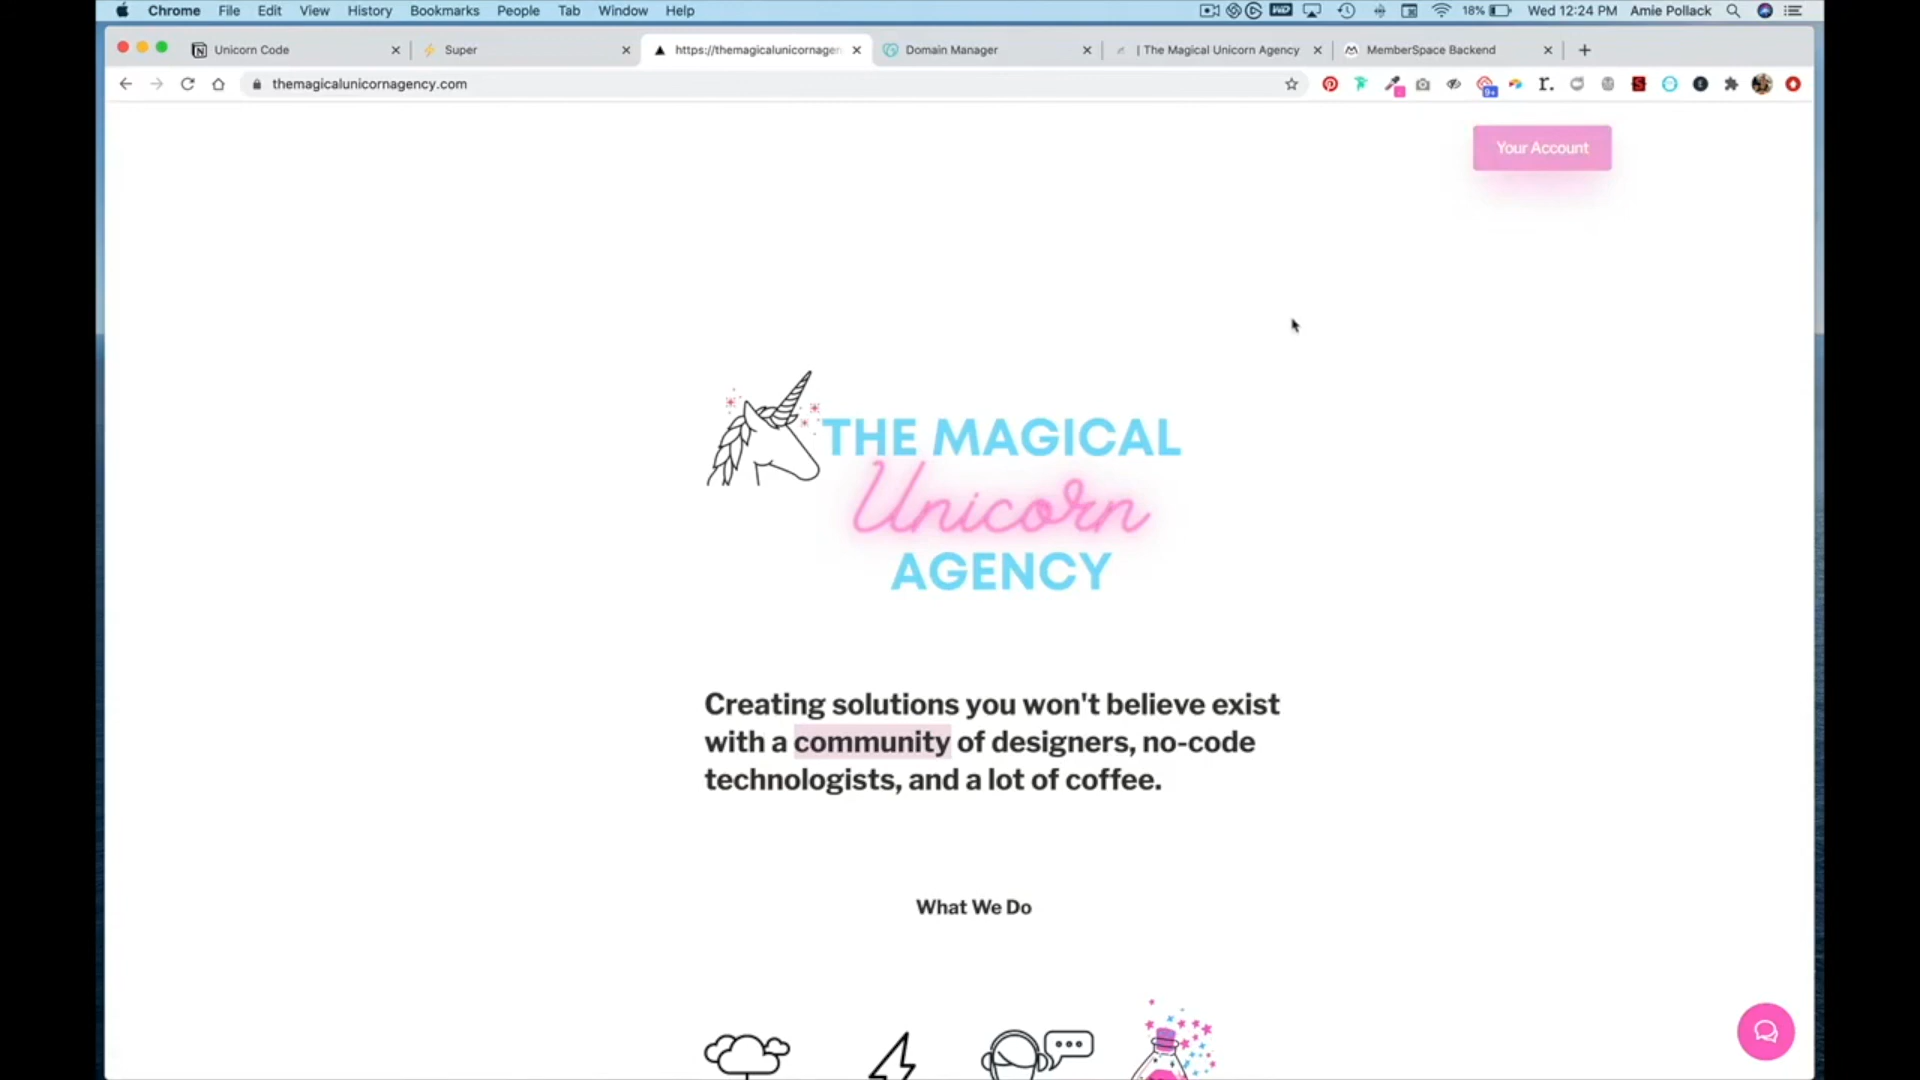 Chrome File Edit View History Bookmarks People Tab Window Help 18% Wed 12:24 PM Amie Pollack
Unicorn Code Super https://themagicalunicornagen Domain Manager | The Magical Unicorn Agency MemberSpace Backend
themagicalunicornagency.com
Your Account
THE MAGICAL
Unicorn
AGENCY
Creating solutions you won't believe exist
with a community of designers, no-code
technologists, and a lot of coffee.
What We Do